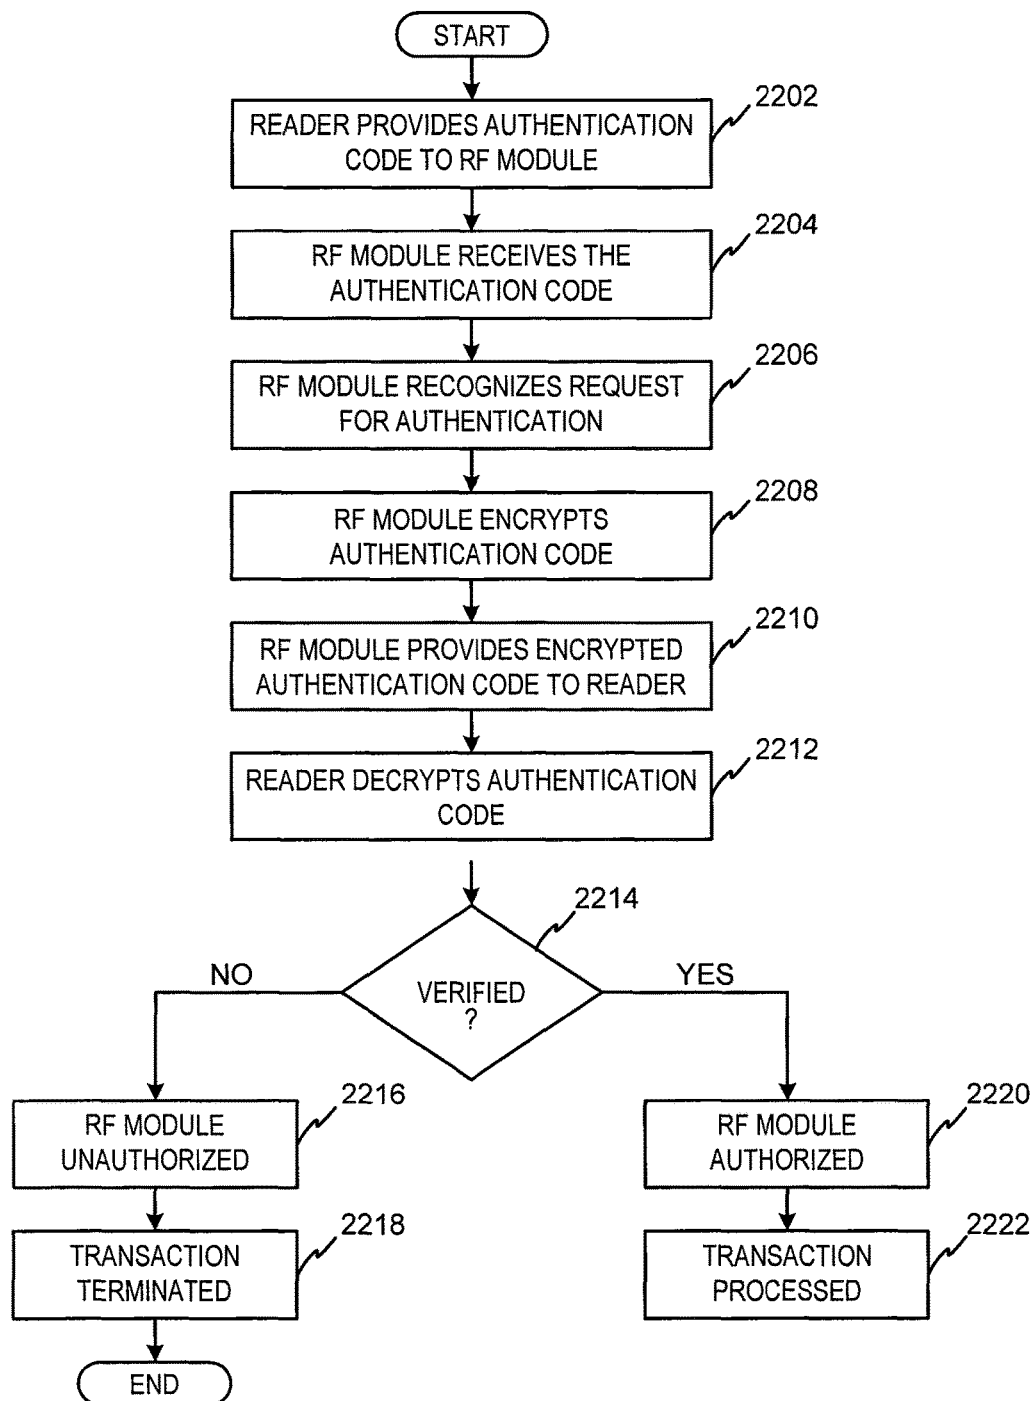 START
2202
READER PROVIDES AUTHENTICATION
CODE TO RF MODULE
2204
RF MODULE RECEIVES THE
AUTHENTICATION CODE
2206
RF MODULE RECOGNIZES REQUEST
FOR AUTHENTICATION
2208
RF MODULE ENCRYPTS
AUTHENTICATION CODE
2210
RF MODULE PROVIDES ENCRYPTED
AUTHENTICATION CODE TO READER
2212
READER DECRYPTS AUTHENTICATION
CODE
2214
NO
VERIFIED
?
YES
2216
RF MODULE
UNAUTHORIZED
2220
RF MODULE
AUTHORIZED
2218
TRANSACTION
TERMINATED
2222
TRANSACTION
PROCESSED
END